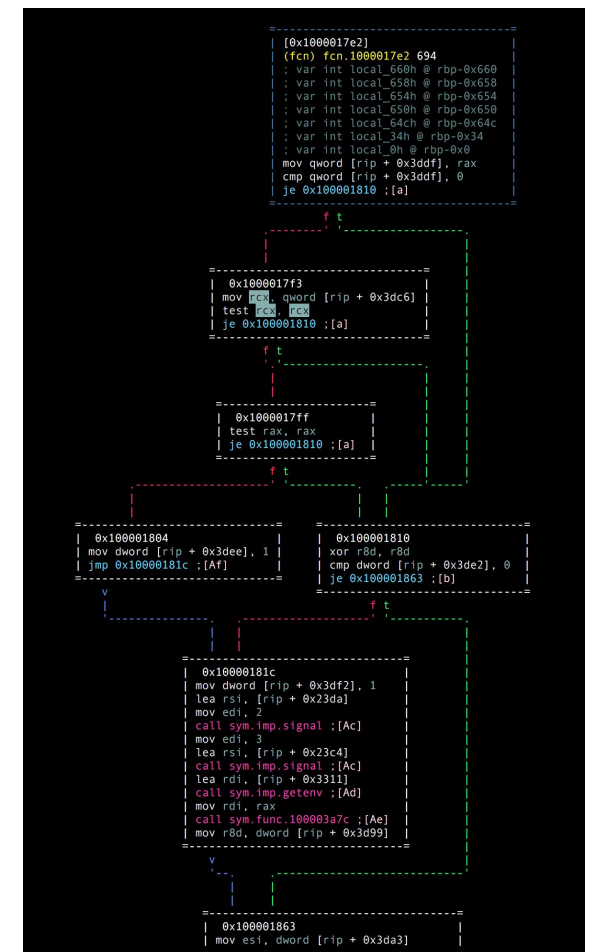 [0x1000017e2]
(fcn) fcn.1000017e2 694
; var int local_660h @ rbp-0x660
; var int local_658h @ rbp-0x658
; var int local_654h @ rbp-0x654
; var int local_650h @ rbp-0x650
; var int local_64ch @ rbp-0x64c
; var int local_34h @ rbp-0x34
; var int local_0h @ rbp-0x0
mov qword [rip + 0x3ddf], rax
cmp qword [rip + 0x3ddf], 0
je 0x100001810 ;[a]
f t
0x1000017f3
mov rcx, qword [rip + 0x3dc6]
test rcx, rcx
je 0x100001810 ;[a]
f t
0x1000017ff
test rax, rax
je 0x100001810 ;[a]
f t
0x100001804
mov dword [rip + 0x3dee], 1
jmp 0x10000181c ;[Af]
v
0x100001810
xor r8d, r8d
cmp dword [rip + 0x3de2], 0
je 0x100001863 ;[b]
f t
0x10000181c
mov dword [rip + 0x3df2], 1
lea rsi, [rip + 0x23da]
mov edi, 2
call sym.imp.signal ;[Ac]
mov edi, 3
lea rsi, [rip + 0x23c4]
call sym.imp.signal ;[Ac]
lea rdi, [rip + 0x3311]
call sym.imp.getenv ;[Ad]
mov rdi, rax
call sym.func.100003a7c ;[Ae]
mov r8d, dword [rip + 0x3d99]
v
0x100001863
mov esi, dword [rip + 0x3da3]